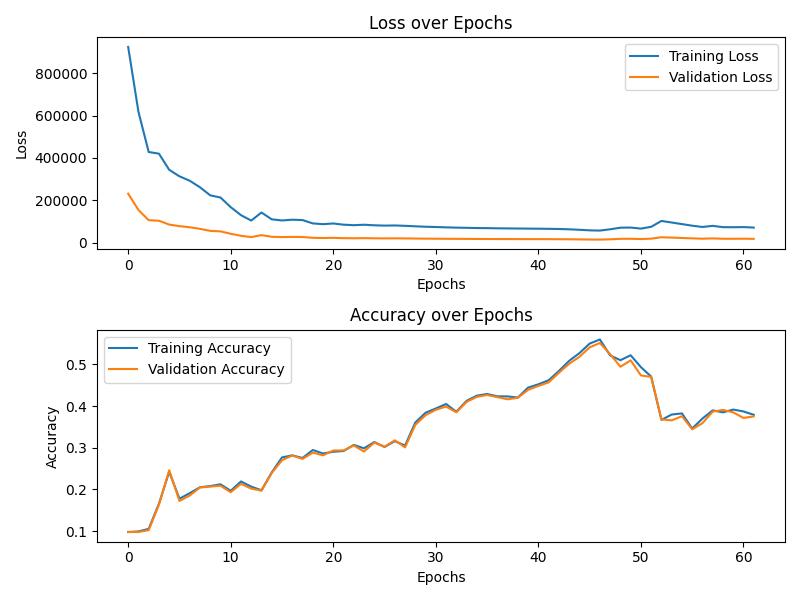 Loss over Epochs
Training Loss
Validation Loss
800000
600000
400000
200000
0
Loss
0 10 20 30 40 50 60
Epochs
Accuracy over Epochs
Training Accuracy
Validation Accuracy
0.5
0.4
0.3
0.2
0.1
Accuracy
0 10 20 30 40 50 60
Epochs